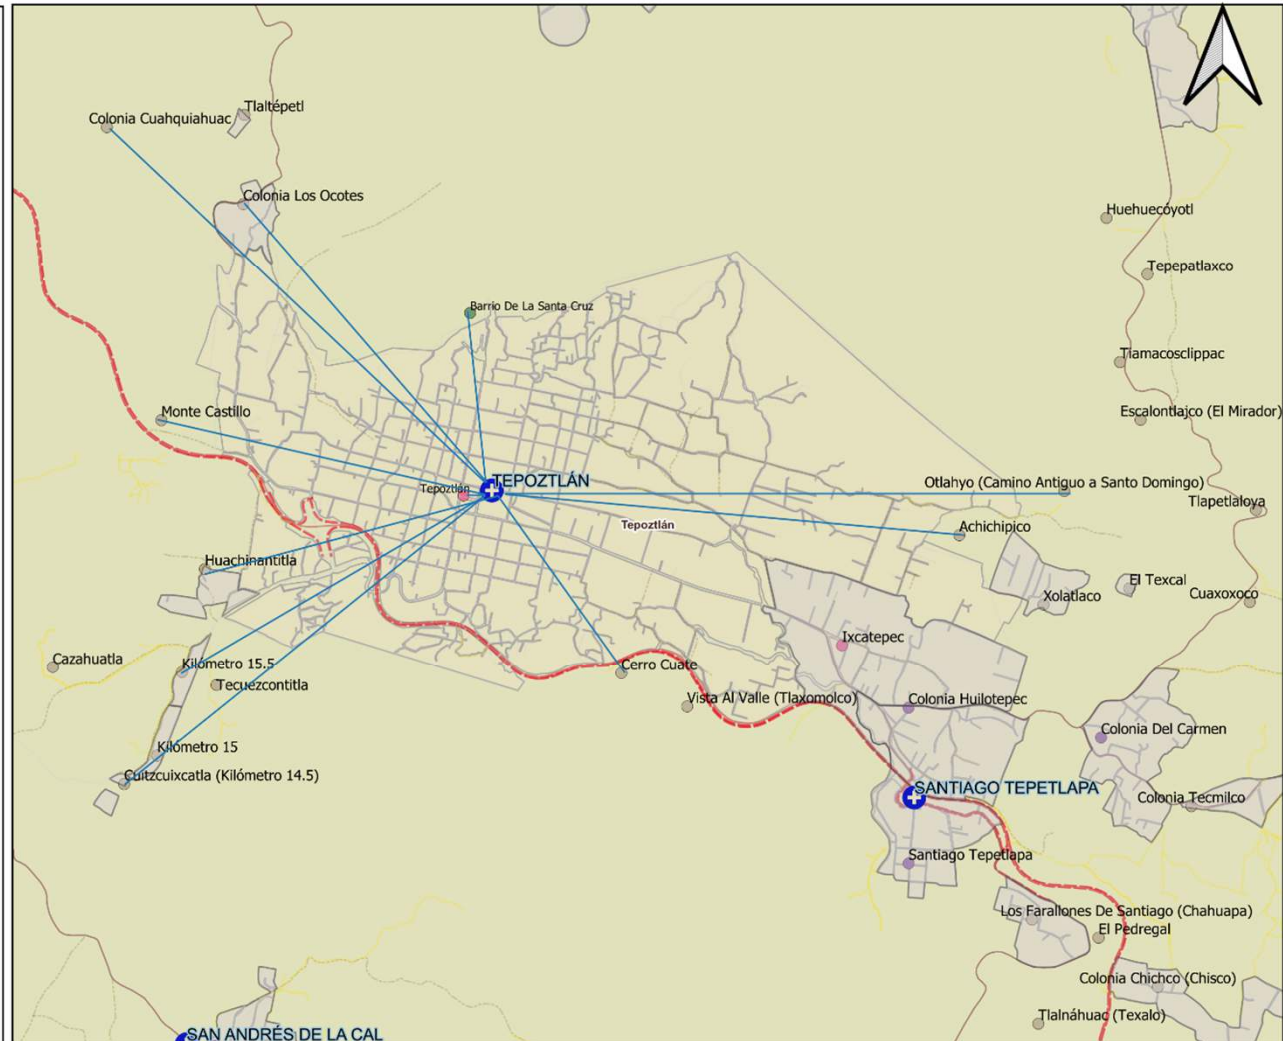 Tlaltépetl
Colonia Cuahquiahuac
Colonia Los Ocotes
Huehuecóyotl
Tepepatlaxco
Barrio De La Santa Cruz
Tlamacosclippac
Monte Castillo
Escalontlajco (El Mirador)
Tepoztlán
TEPOZTLÁN
Otlahyo (Camino Antiguo a Santo Domingo)
Tlapetlaloya
Tepoztlán
Achichipico
Huachinantitla
El Texcal
Xolatlaco
Cuaxoxoco
Ixcatepec
Cazahuatla
Kilómetro 15.5
Cerro Cuate
Tecuezcontitla
Vista Al Valle (Tlaxomolco)
Colonia Huilotepec
Colonia Del Carmen
Kilómetro 15
Cuitzcuixcatla (Kilómetro 14.5)
SANTIAGO TEPETLAPA
Colonia Tecmilco
Santiago Tepetlapa
Los Farallones De Santiago (Chahuapa)
El Pedregal
Colonia Chichco (Chisco)
Tlalnáhuac (Texalo)
SAN ANDRÉS DE LA CAL